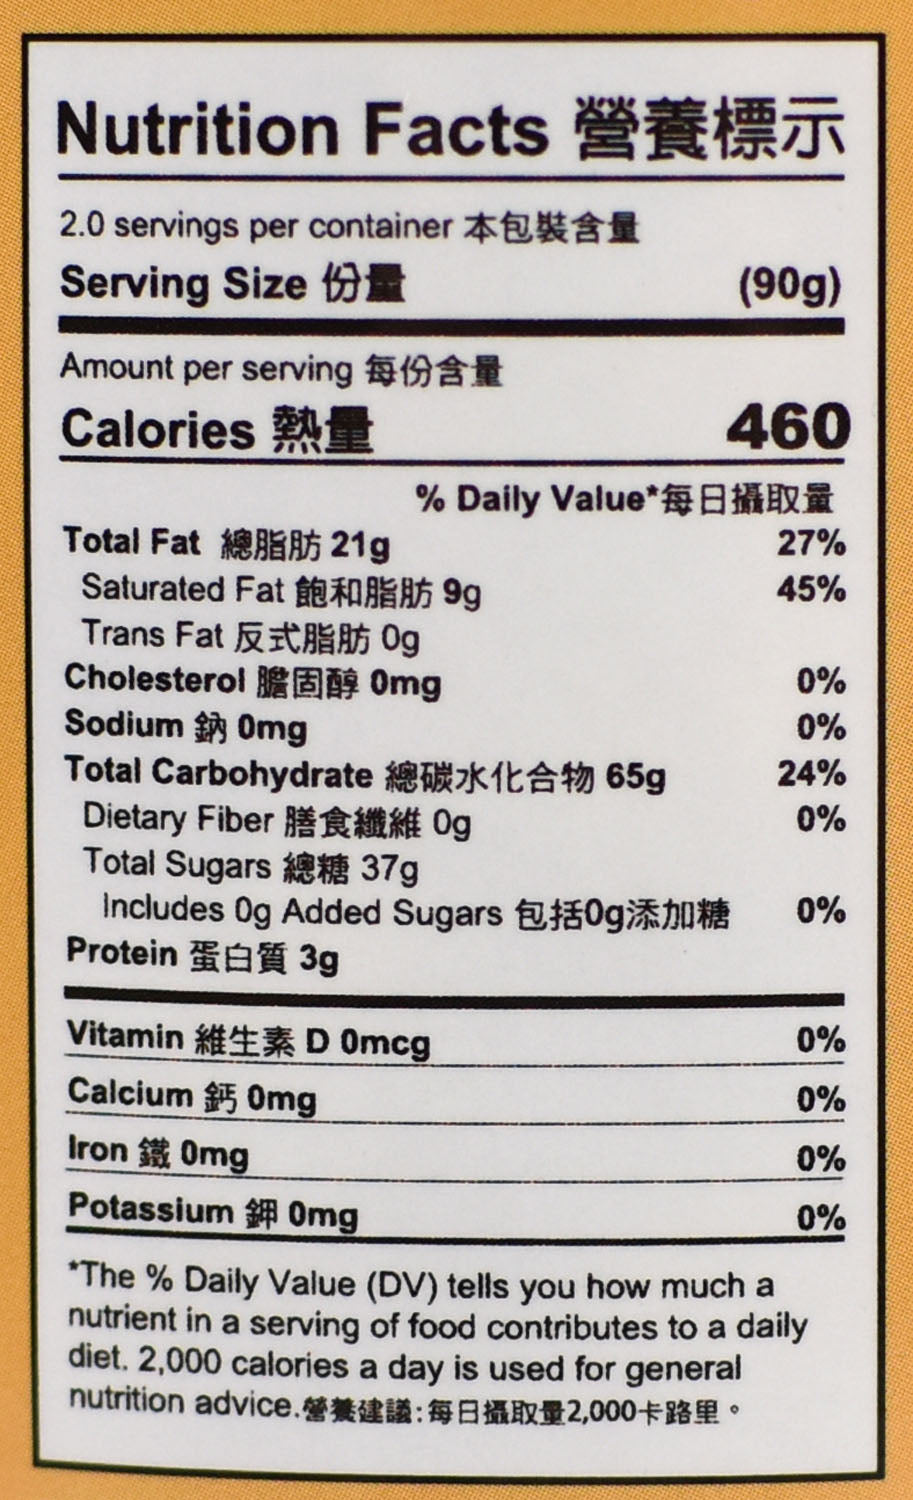 Nutrition Facts 營養標示
2.0 servings per container 本包裝含量
Serving Size 份量 (90g)
Amount per serving 每份含量
Calories 熱量 460
% Daily Value*每日攝取量
Total Fat 總脂肪 21g 27%
Saturated Fat 飽和脂肪 9g 45%
Trans Fat 反式脂肪 0g
Cholesterol 膽固醇 0mg 0%
Sodium 鈉 0mg 0%
Total Carbohydrate 總碳水化合物 65g 24%
Dietary Fiber 膳食纖維 0g 0%
Total Sugars 總糖 37g
Includes 0g Added Sugars 包括0g添加糖 0%
Protein 蛋白質 3g
Vitamin 維生素 D 0mcg 0%
Calcium 鈣 0mg 0%
Iron 鐵 0mg 0%
Potassium 鉀 0mg 0%
*The % Daily Value (DV) tells you how much a
nutrient in a serving of food contributes to a daily
diet. 2,000 calories a day is used for general
nutrition advice.營養建議:每日攝取量2,000卡路里。